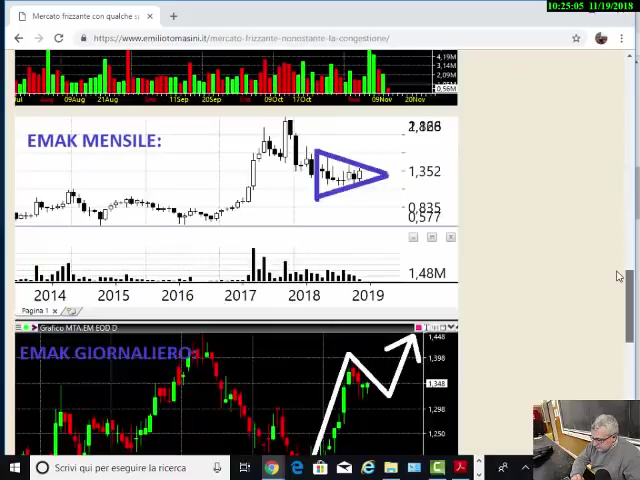 10:25:05 11/19/2018
Mercato frizzante con qualche s
https://www.emiliotomasini.it/mercato-frizzante-nonostante-la-congestione/
4,19M
3,14M
2,09M
0,56M
Jul 09Aug 21Aug 11Sep 20Sep 09Oct 17Oct 09Nov 20Nov
EMAK MENSILE:
1,352
0,835
0,577
1,48M
2014 2015 2016 2017 2018 2019
Pagina 1
Grafico MTA.EM EOD D
EMAK GIORNALIERO:
1,448
1,398
1,348
1,298
1,250
Scrivi qui per eseguire la ricerca